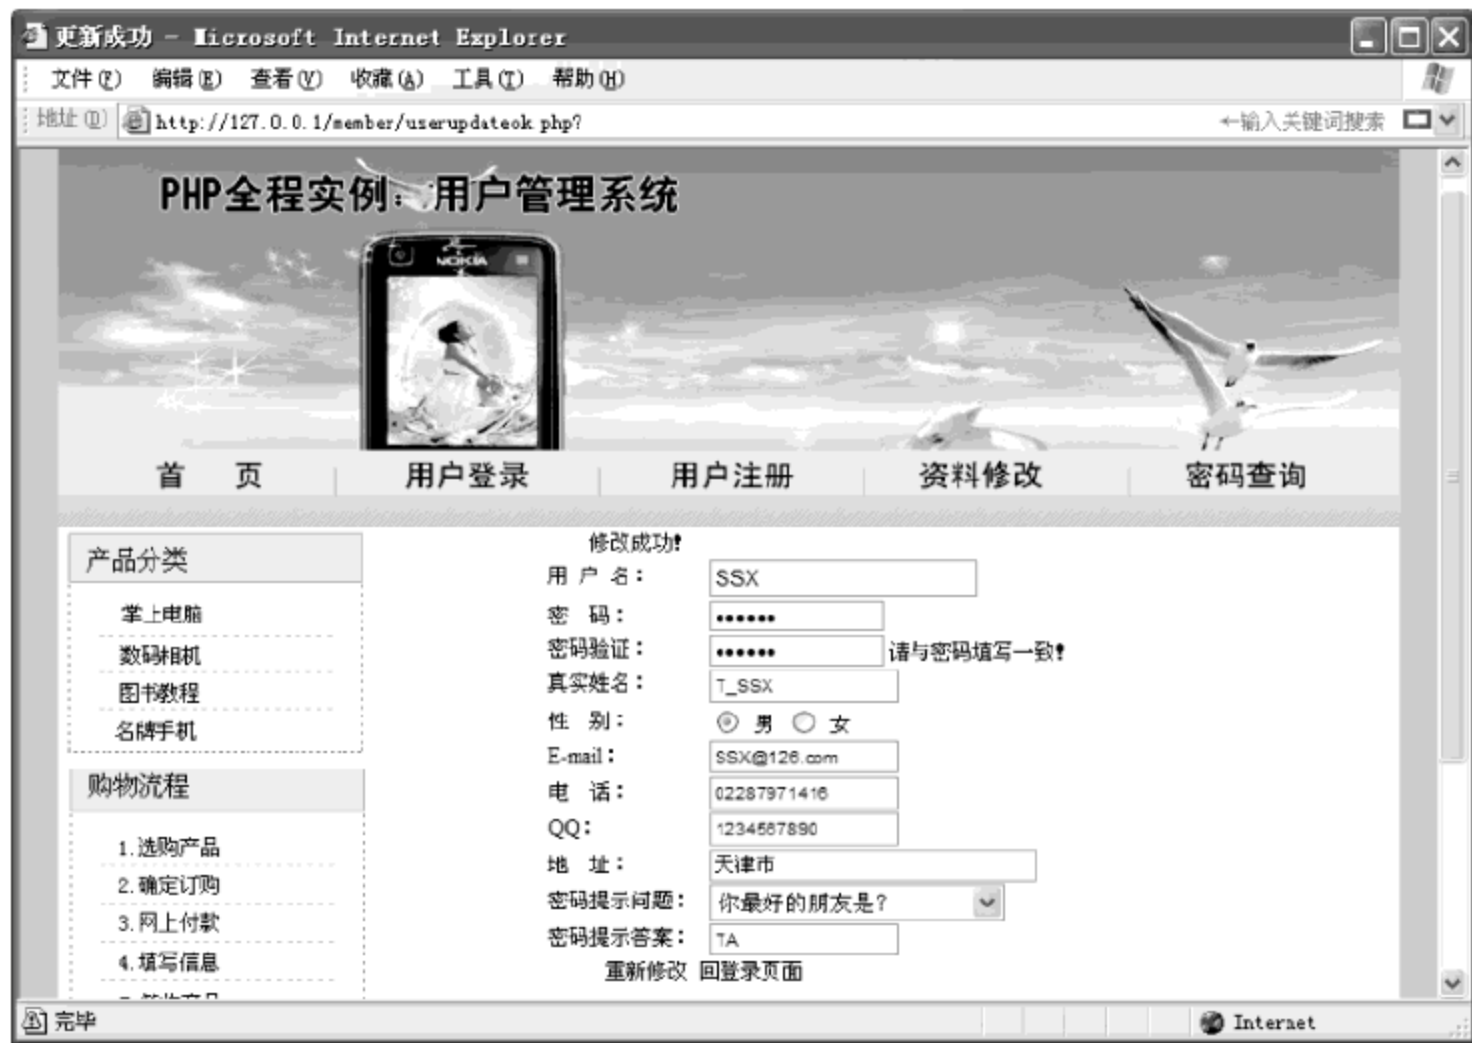 更新成功 - Microsoft Internet Explorer
文件(F) 编辑(E) 查看(V) 收藏(A) 工具(T) 帮助(H)
地址(D) http://127.0.0.1/member/userupdateok php? ←输入关键词搜索
PHP全程实例：用户管理系统
NOKIA
首 页 用户登录 用户注册 资料修改 密码查询
产品分类
掌上电脑
数码相机
图书教程
名牌手机
购物流程
1.选购产品
2.确定订购
3.网上付款
4.填写信息
修改成功!
用 户 名： SSX
密 码： ••••••
密码验证： •••••• 请与密码填写一致!
真实姓名： T_SSX
性 别： 男 女
E-mail： SSX@126.com
电 话： 02287971416
QQ： 1234567890
地 址： 天津市
密码提示问题： 你最好的朋友是?
密码提示答案： TA
重新修改 回登录页面
完毕 Internet